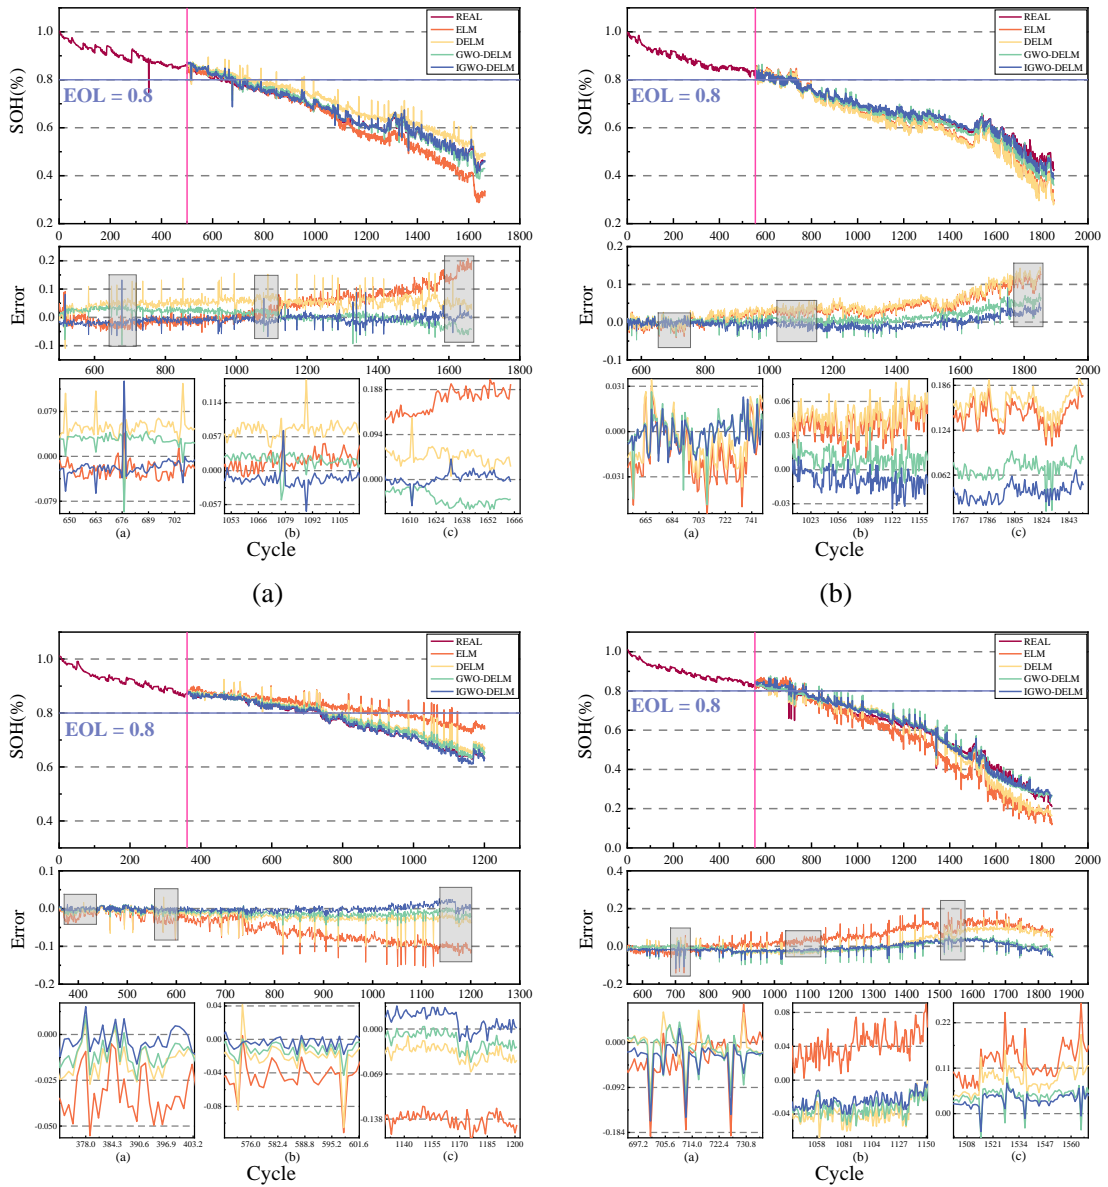 REAL
ELM
DELM
GWO-DELM
IGWO-DELM
EOL = 0.8
SOH(%)
1.0
0.8
0.6
0.4
0.2
0 200 400 600 800 1000 1200 1400 1600 1800
Error
0.2
0.1
0.0
-0.1
600 800 1000 1200 1400 1600 1800
0.079
0.000
-0.079
650 663 676 689 702
(a)
0.114
0.057
0.000
-0.057
1053 1066 1079 1092 1105
(b)
0.188
0.094
0.000
1610 1624 1638 1652 1666
(c)
Cycle
(a)
REAL
ELM
DELM
GWO-DELM
IGWO-DELM
EOL = 0.8
SOH(%)
1.0
0.8
0.6
0.4
0.2
0 200 400 600 800 1000 1200 1400 1600 1800 2000
Error
0.2
0.1
0.0
-0.1
600 800 1000 1200 1400 1600 1800 2000
0.031
0.000
-0.031
665 684 703 722 741
(a)
0.06
0.03
0.00
-0.03
1023 1056 1089 1122 1155
(b)
0.186
0.124
0.062
1767 1786 1805 1824 1843
(c)
Cycle
(b)
REAL
ELM
DELM
GWO-DELM
IGWO-DELM
EOL = 0.8
SOH(%)
1.0
0.8
0.6
0.4
0 200 400 600 800 1000 1200
Error
0.1
0.0
-0.1
-0.2
400 500 600 700 800 900 1000 1100 1200 1300
0.000
-0.025
-0.050
378.0 384.3 390.6 396.9 403.2
(a)
0.04
0.00
-0.04
-0.08
576.0 582.4 588.8 595.2 601.6
(b)
0.000
-0.069
-0.138
1140 1155 1170 1185 1200
(c)
Cycle
REAL
ELM
DELM
GWO-DELM
IGWO-DELM
EOL = 0.8
SOH(%)
1.0
0.8
0.6
0.4
0.2
0.0
0 200 400 600 800 1000 1200 1400 1600 1800 2000
Error
0.4
0.2
0.0
-0.2
600 700 800 900 1000 1100 1200 1300 1400 1500 1600 1700 1800 1900
0.000
-0.092
-0.184
697.2 705.6 714.0 722.4 730.8
(a)
0.08
0.04
0.00
-0.04
1058 1081 1104 1127 1150
(b)
0.22
0.11
0.00
1508 1521 1534 1547 1560
(c)
Cycle